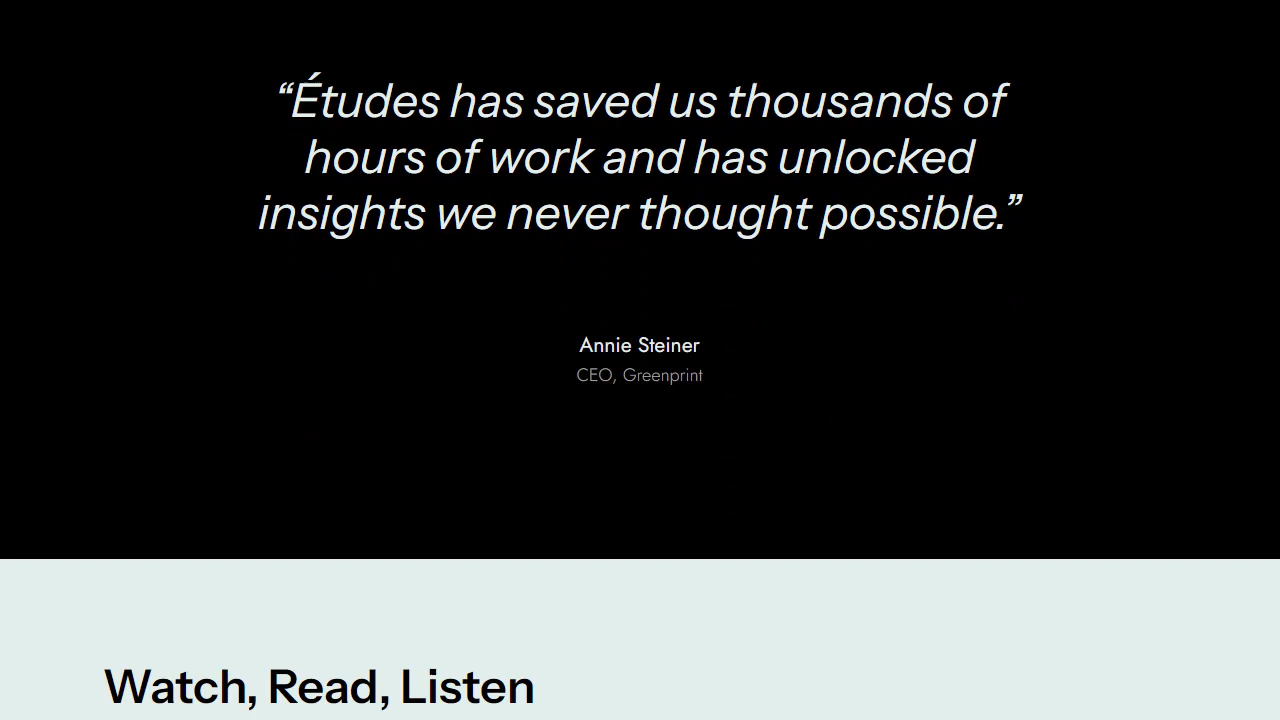 “Études has saved us thousands of
hours of work and has unlocked
insights we never thought possible.”
Annie Steiner
CEO, Greenprint
Watch, Read, Listen